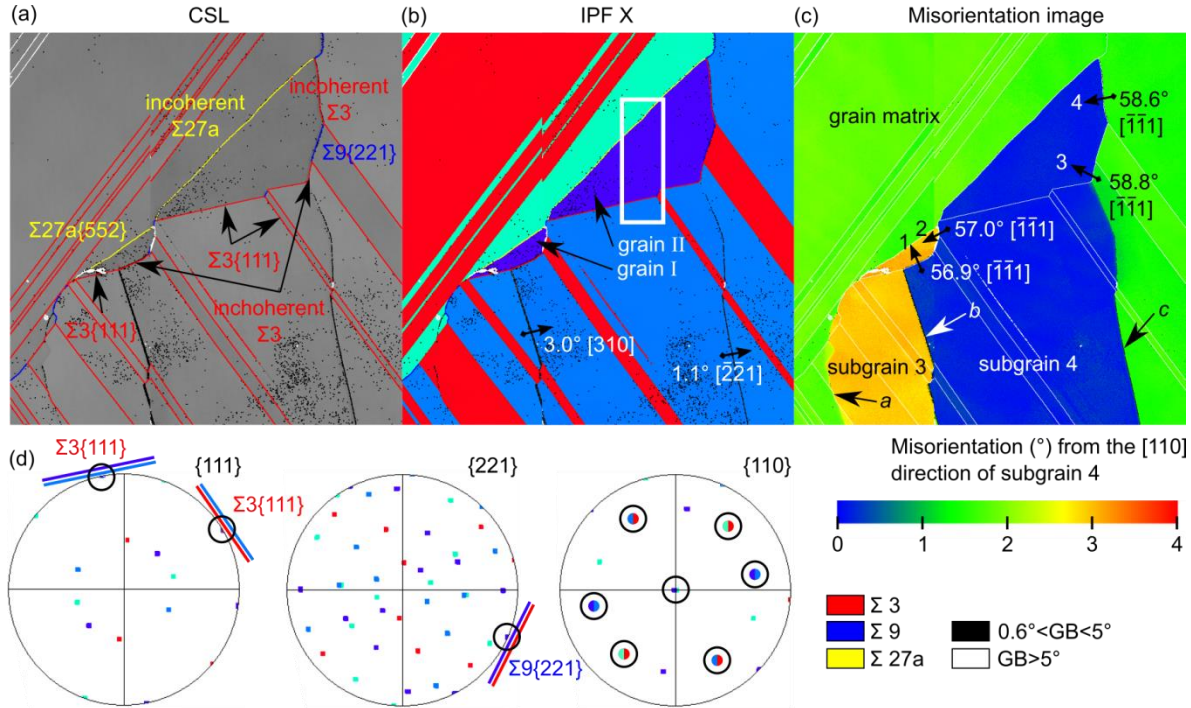 (a)
CSL
(b)
IPF X
(c)
Misorientation image
incoherent
Σ27a
incoherent
Σ3
Σ9{221}
Σ27a{552}
Σ3{111}
Σ3{111}
inchoherent
Σ3
grain II
grain I
3.0° [310]
1.1° [2̅2̅1]
grain matrix
4
58.6°
[1̅1̅1]
3
58.8°
[1̅1̅1]
2
1
57.0° [1̅1̅1]
56.9° [1̅1̅1]
b
c
subgrain 3
subgrain 4
a
(d)
Σ3{111}
{111}
Σ3{111}
{221}
Σ9{221}
{110}
Misorientation (°) from the [110]
direction of subgrain 4
0 1 2 3 4
Σ 3
Σ 9
Σ 27a
0.6°<GB<5°
GB>5°